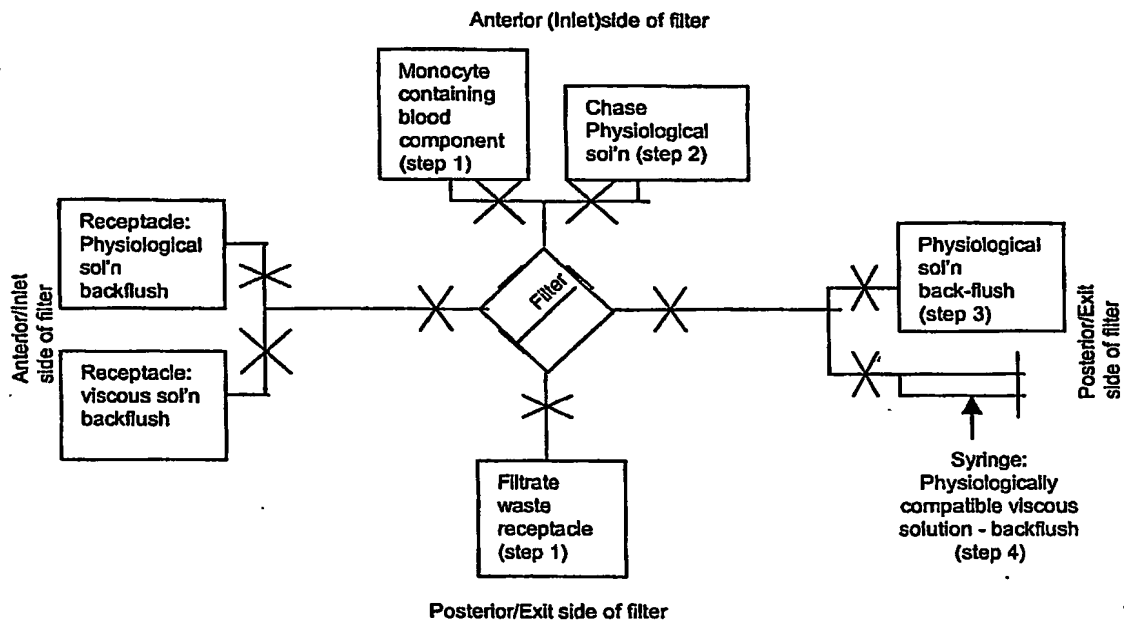 Anterior (Inlet)side of filter
Monocyte
containing
blood
component
(step 1)
Chase
Physiological
sol'n (step 2)
Receptacle:
Physiological
sol'n
backflush
Anterior/Inlet
side of filter
Receptacle:
viscous sol'n
backflush
Filter
Physiological
sol'n
back-flush
(step 3)
Posterior/Exit
side of filter
Syringe:
Physiologically
compatible viscous
solution - backflush
(step 4)
Filtrate
waste
receptacle
(step 1)
Posterior/Exit side of filter